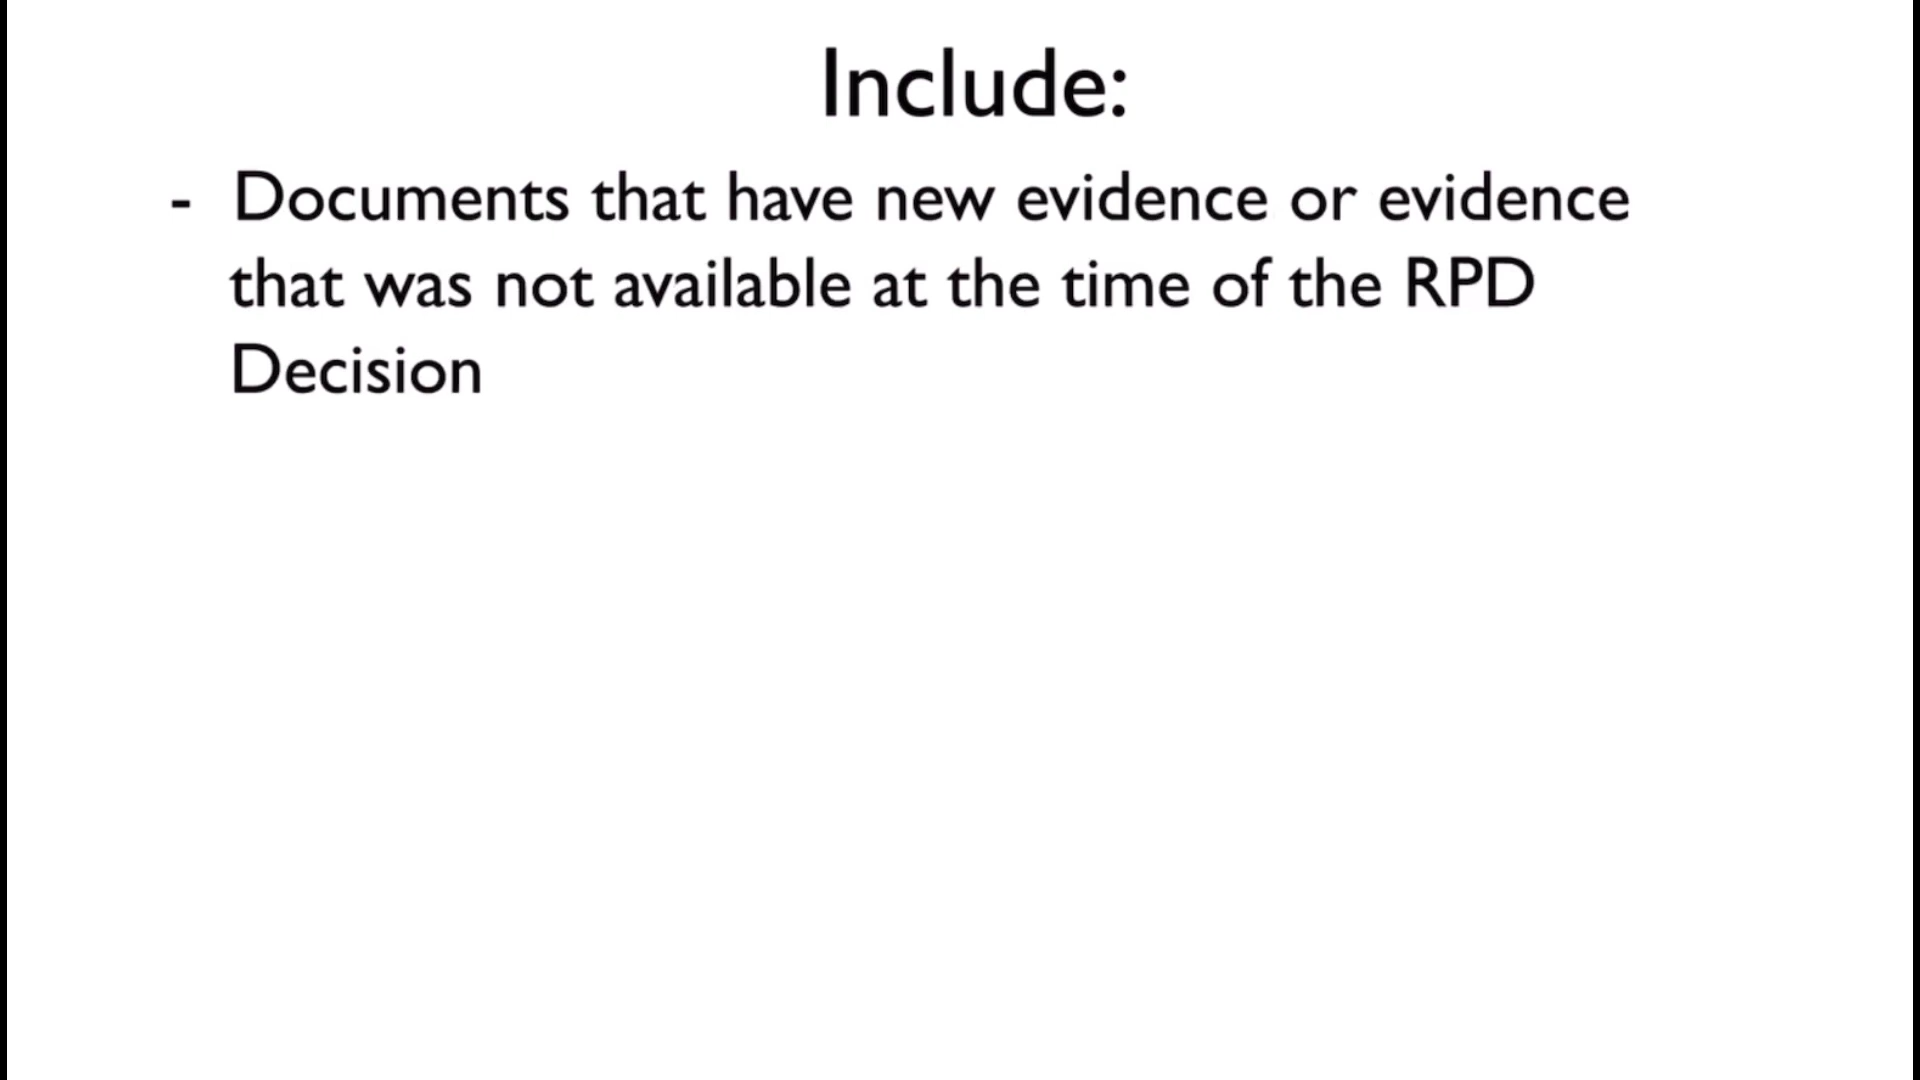 Include:
- Documents that have new evidence or evidence
that was not available at the time of the RPD
Decision